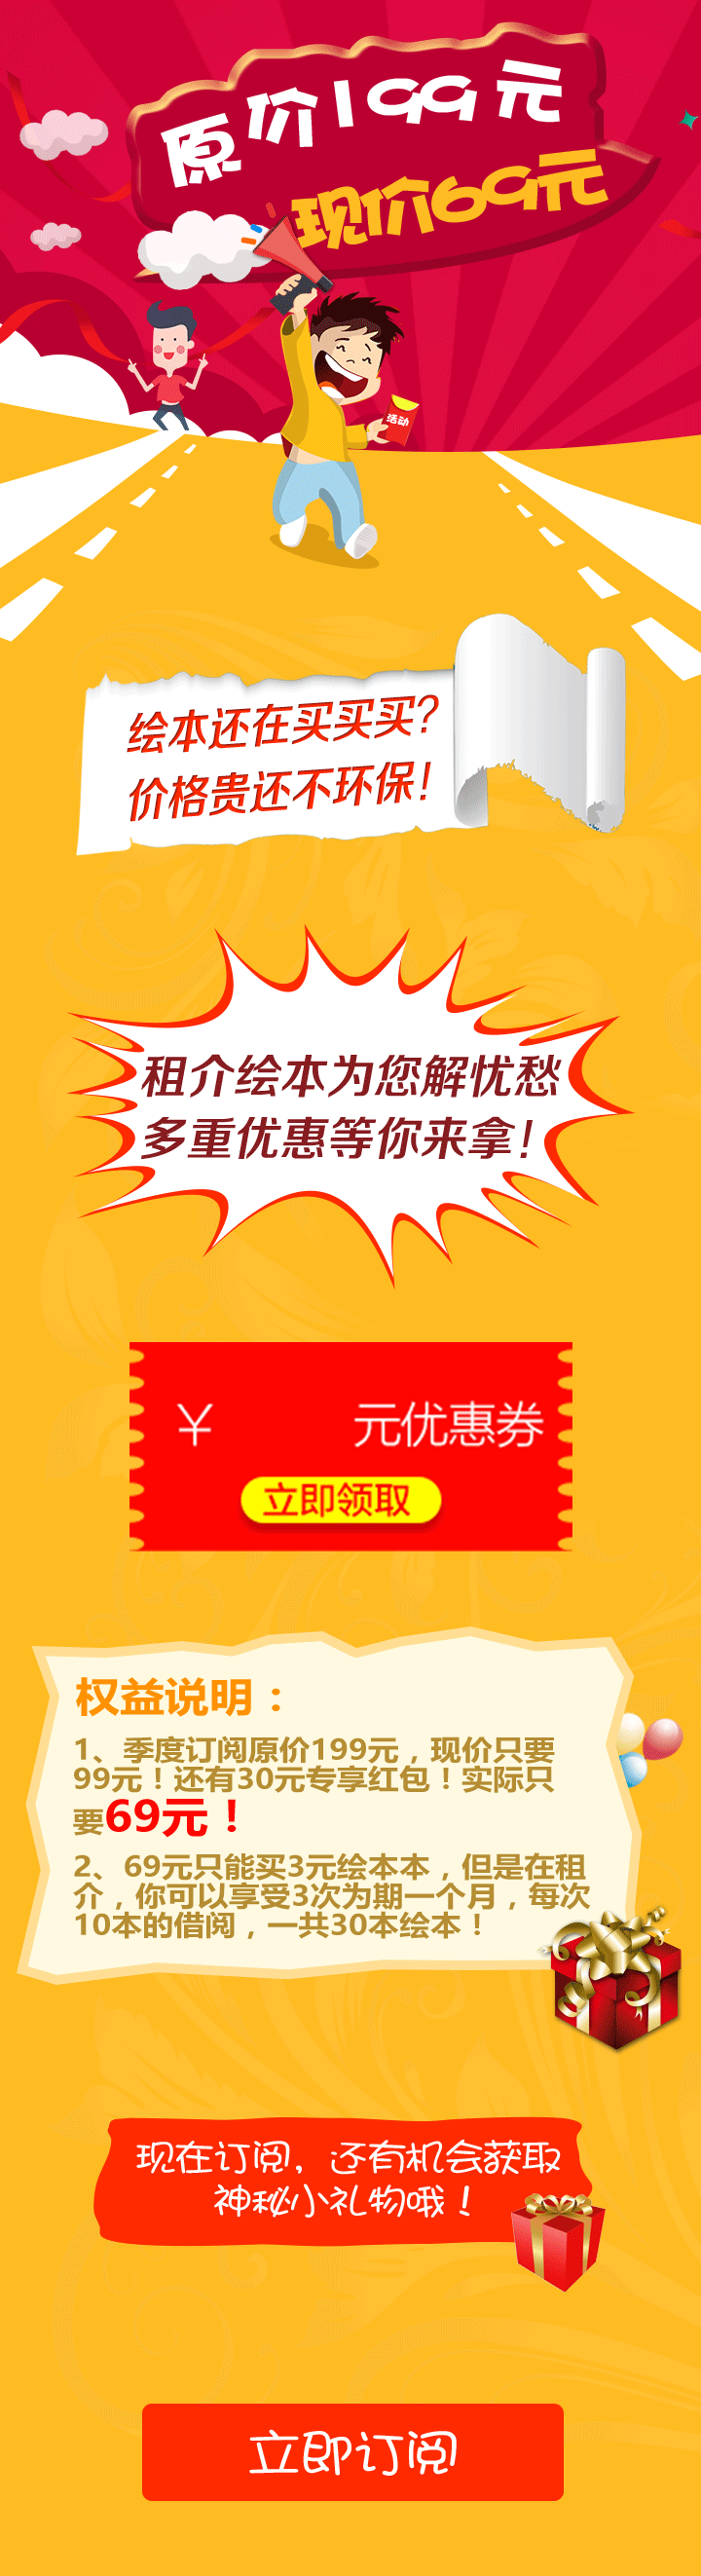 原价199元
现价69元
活动
绘本还在买买买?
价格贵还不环保!
租介绘本为您解忧愁
多重优惠等你来拿!
￥ 元优惠券
立即领取
权益说明：
1、季度订阅原价199元，现价只要
99元！还有30元专享红包！实际只
要69元！
2、69元只能买3元绘本本，但是在租
介，你可以享受3次为期一个月，每次
10本的借阅，一共30本绘本！
现在订阅，还有机会获取
神秘小礼物哦！
立即订阅